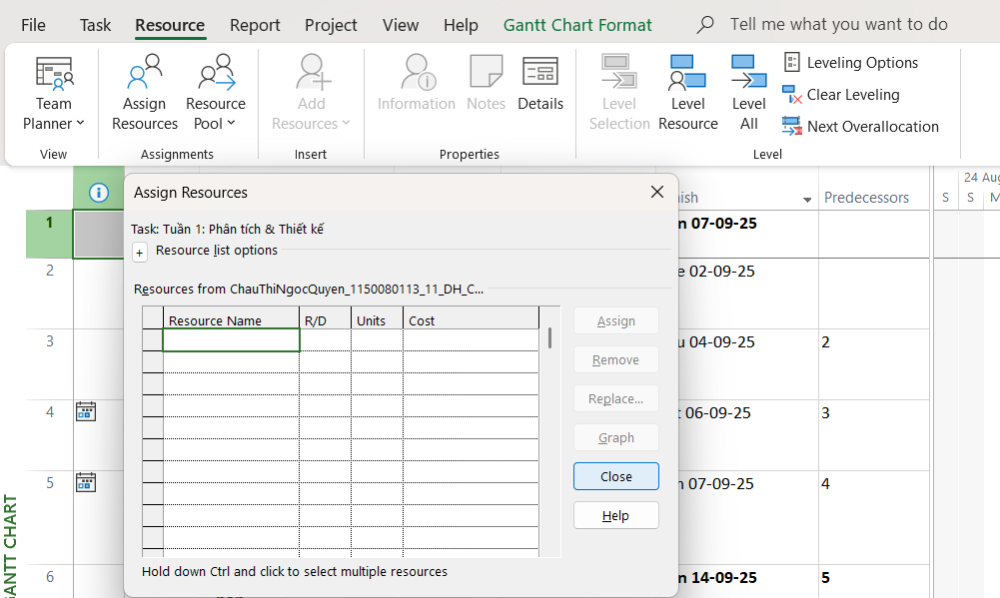 File Task Resource Report Project View Help Gantt Chart Format Tell me what you want to do
Team Planner
Assign Resources
Resource Pool
Add Resources
Information
Notes
Details
Level Selection
Level Resource
Level All
Leveling Options
Clear Leveling
Next Overallocation
View
Assignments
Insert
Properties
Level
24 Aug
ish
Predecessors
S S M
Assign Resources
Task: Tuần 1: Phân tích & Thiết kế
+ Resource list options
Resources from ChauThiNgocQuyen_1150080113_11_DH_C...
Resource Name R/D Units Cost
Assign
Remove
Replace...
Graph
Close
Help
Hold down Ctrl and click to select multiple resources
1 n 07-09-25
2 e 02-09-25
3 u 04-09-25 2
4 t 06-09-25 3
5 n 07-09-25 4
6 n 14-09-25 5
GANTT CHART